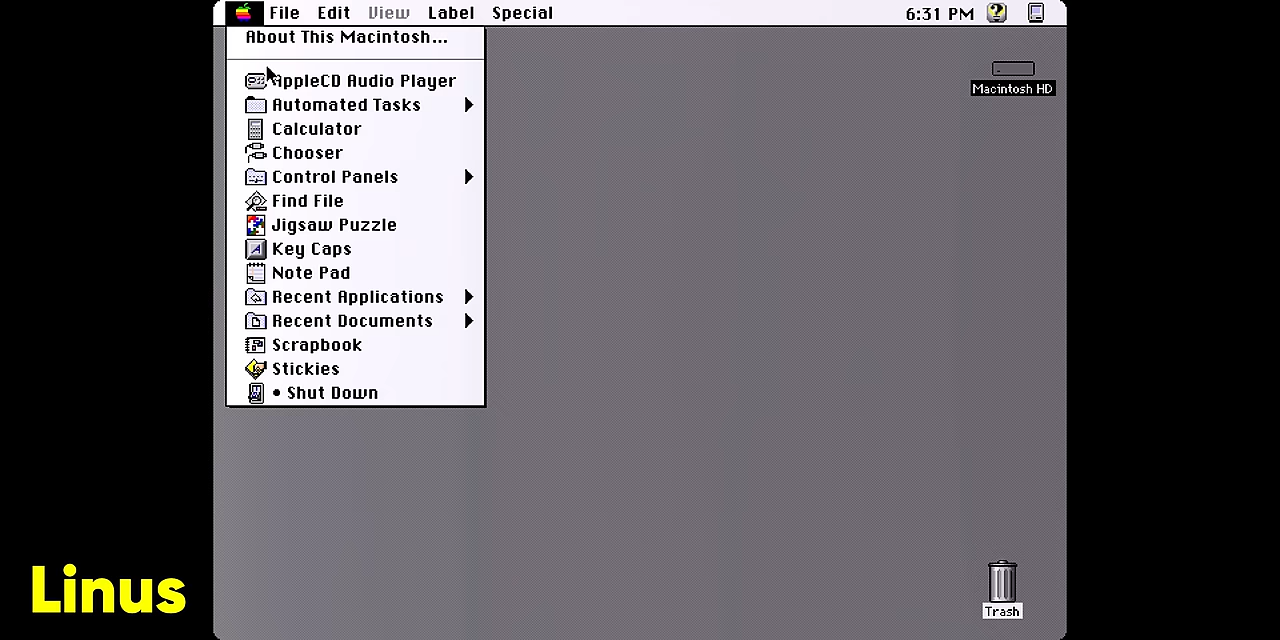 File Edit View Label Special 6:31 PM
About This Macintosh...
AppleCD Audio Player
Automated Tasks
Calculator
Chooser
Control Panels
Find File
Jigsaw Puzzle
Key Caps
Note Pad
Recent Applications
Recent Documents
Scrapbook
Stickies
• Shut Down
Macintosh HD
Trash
Linus